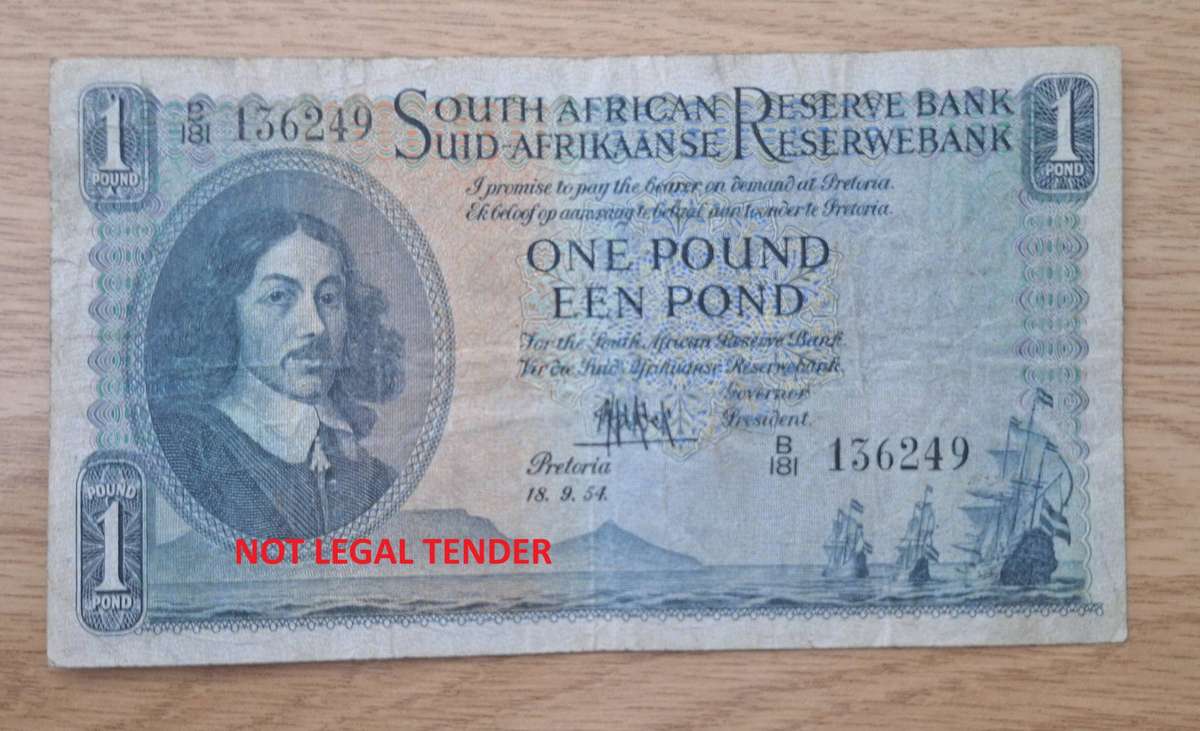 1
POUND
B
181 136249
SOUTH AFRICAN RESERVE BANK
SUID-AFRIKAANSE RESERWEBANK
1
POND
I promise to pay the bearer on demand at Pretoria.
Ek beloof op aanvraag te betaal aan toonder te Pretoria.
ONE POUND
EEN POND
For the South African Reserve Bank.
Vir die Suid-Afrikaanse Reserwebank.
Governor
President.
Pretoria
18. 9. 54.
B
181 136249
POUND
1
POND
NOT LEGAL TENDER